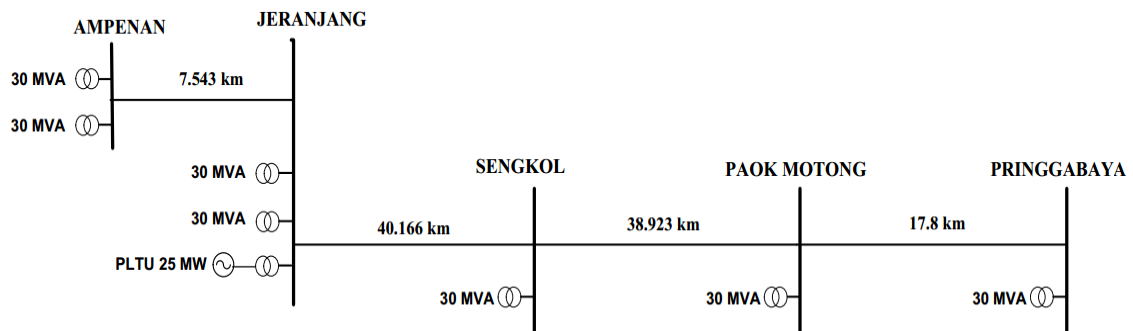 AMPENAN
JERANJANG
30 MVA
7.543 km
30 MVA
30 MVA
SENGKOL
PAOK MOTONG
PRINGGABAYA
30 MVA
40.166 km
38.923 km
17.8 km
PLTU 25 MW
30 MVA
30 MVA
30 MVA